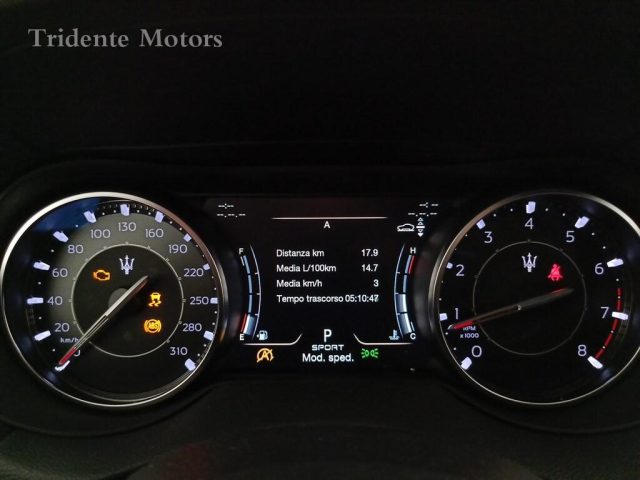 Tridente Motors
0 20 40 60 80 100 130 160 190 220 250 280 310
km/h
ABS
--:--
--:--
A
--:--
--:--
Distanza km 17.9
Media L/100km 14.7
Media km/h 3
Tempo trascorso 05:10:47
F
E
H
C
P
SPORT
Mod. sped.
A
0 1 2 3 4 5 6 7 8
RPM
x1000